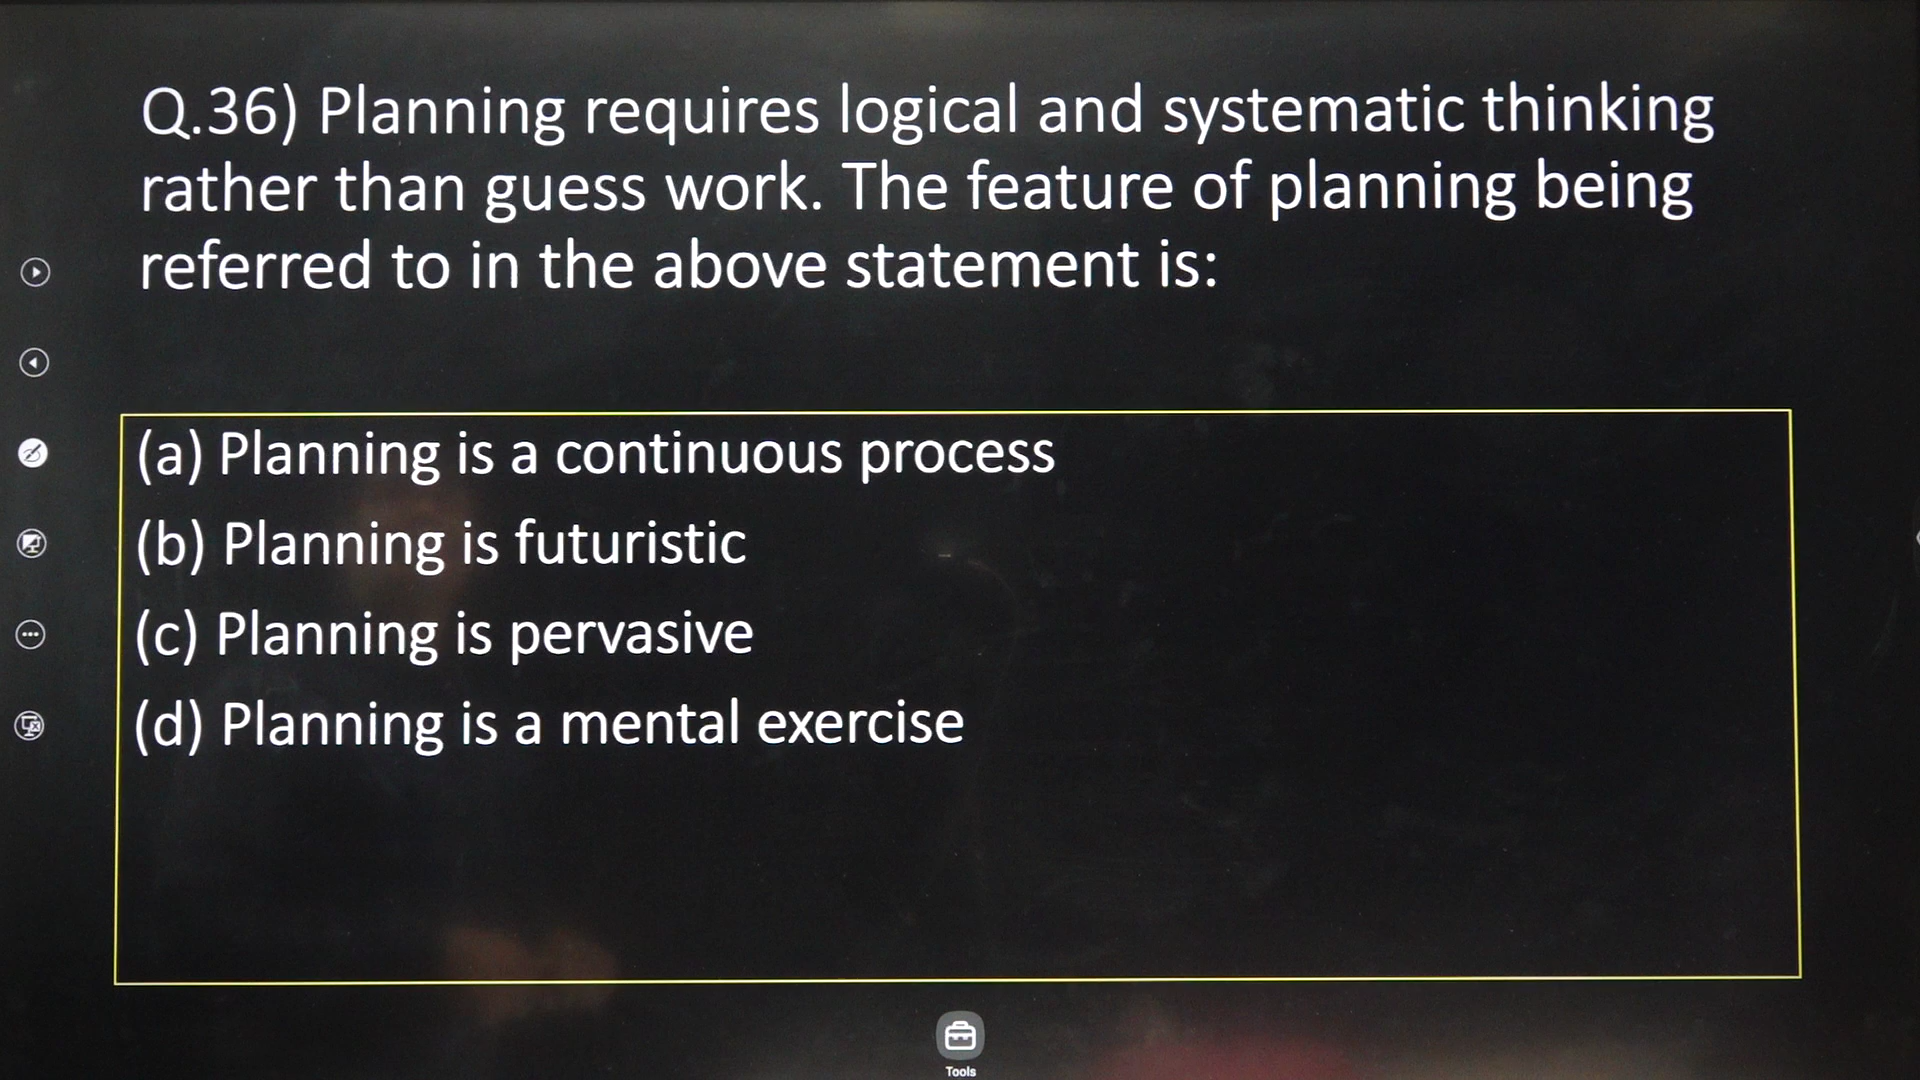 Q.36) Planning requires logical and systematic thinking
rather than guess work. The feature of planning being
referred to in the above statement is:
(a) Planning is a continuous process
(b) Planning is futuristic
(c) Planning is pervasive
(d) Planning is a mental exercise
Tools